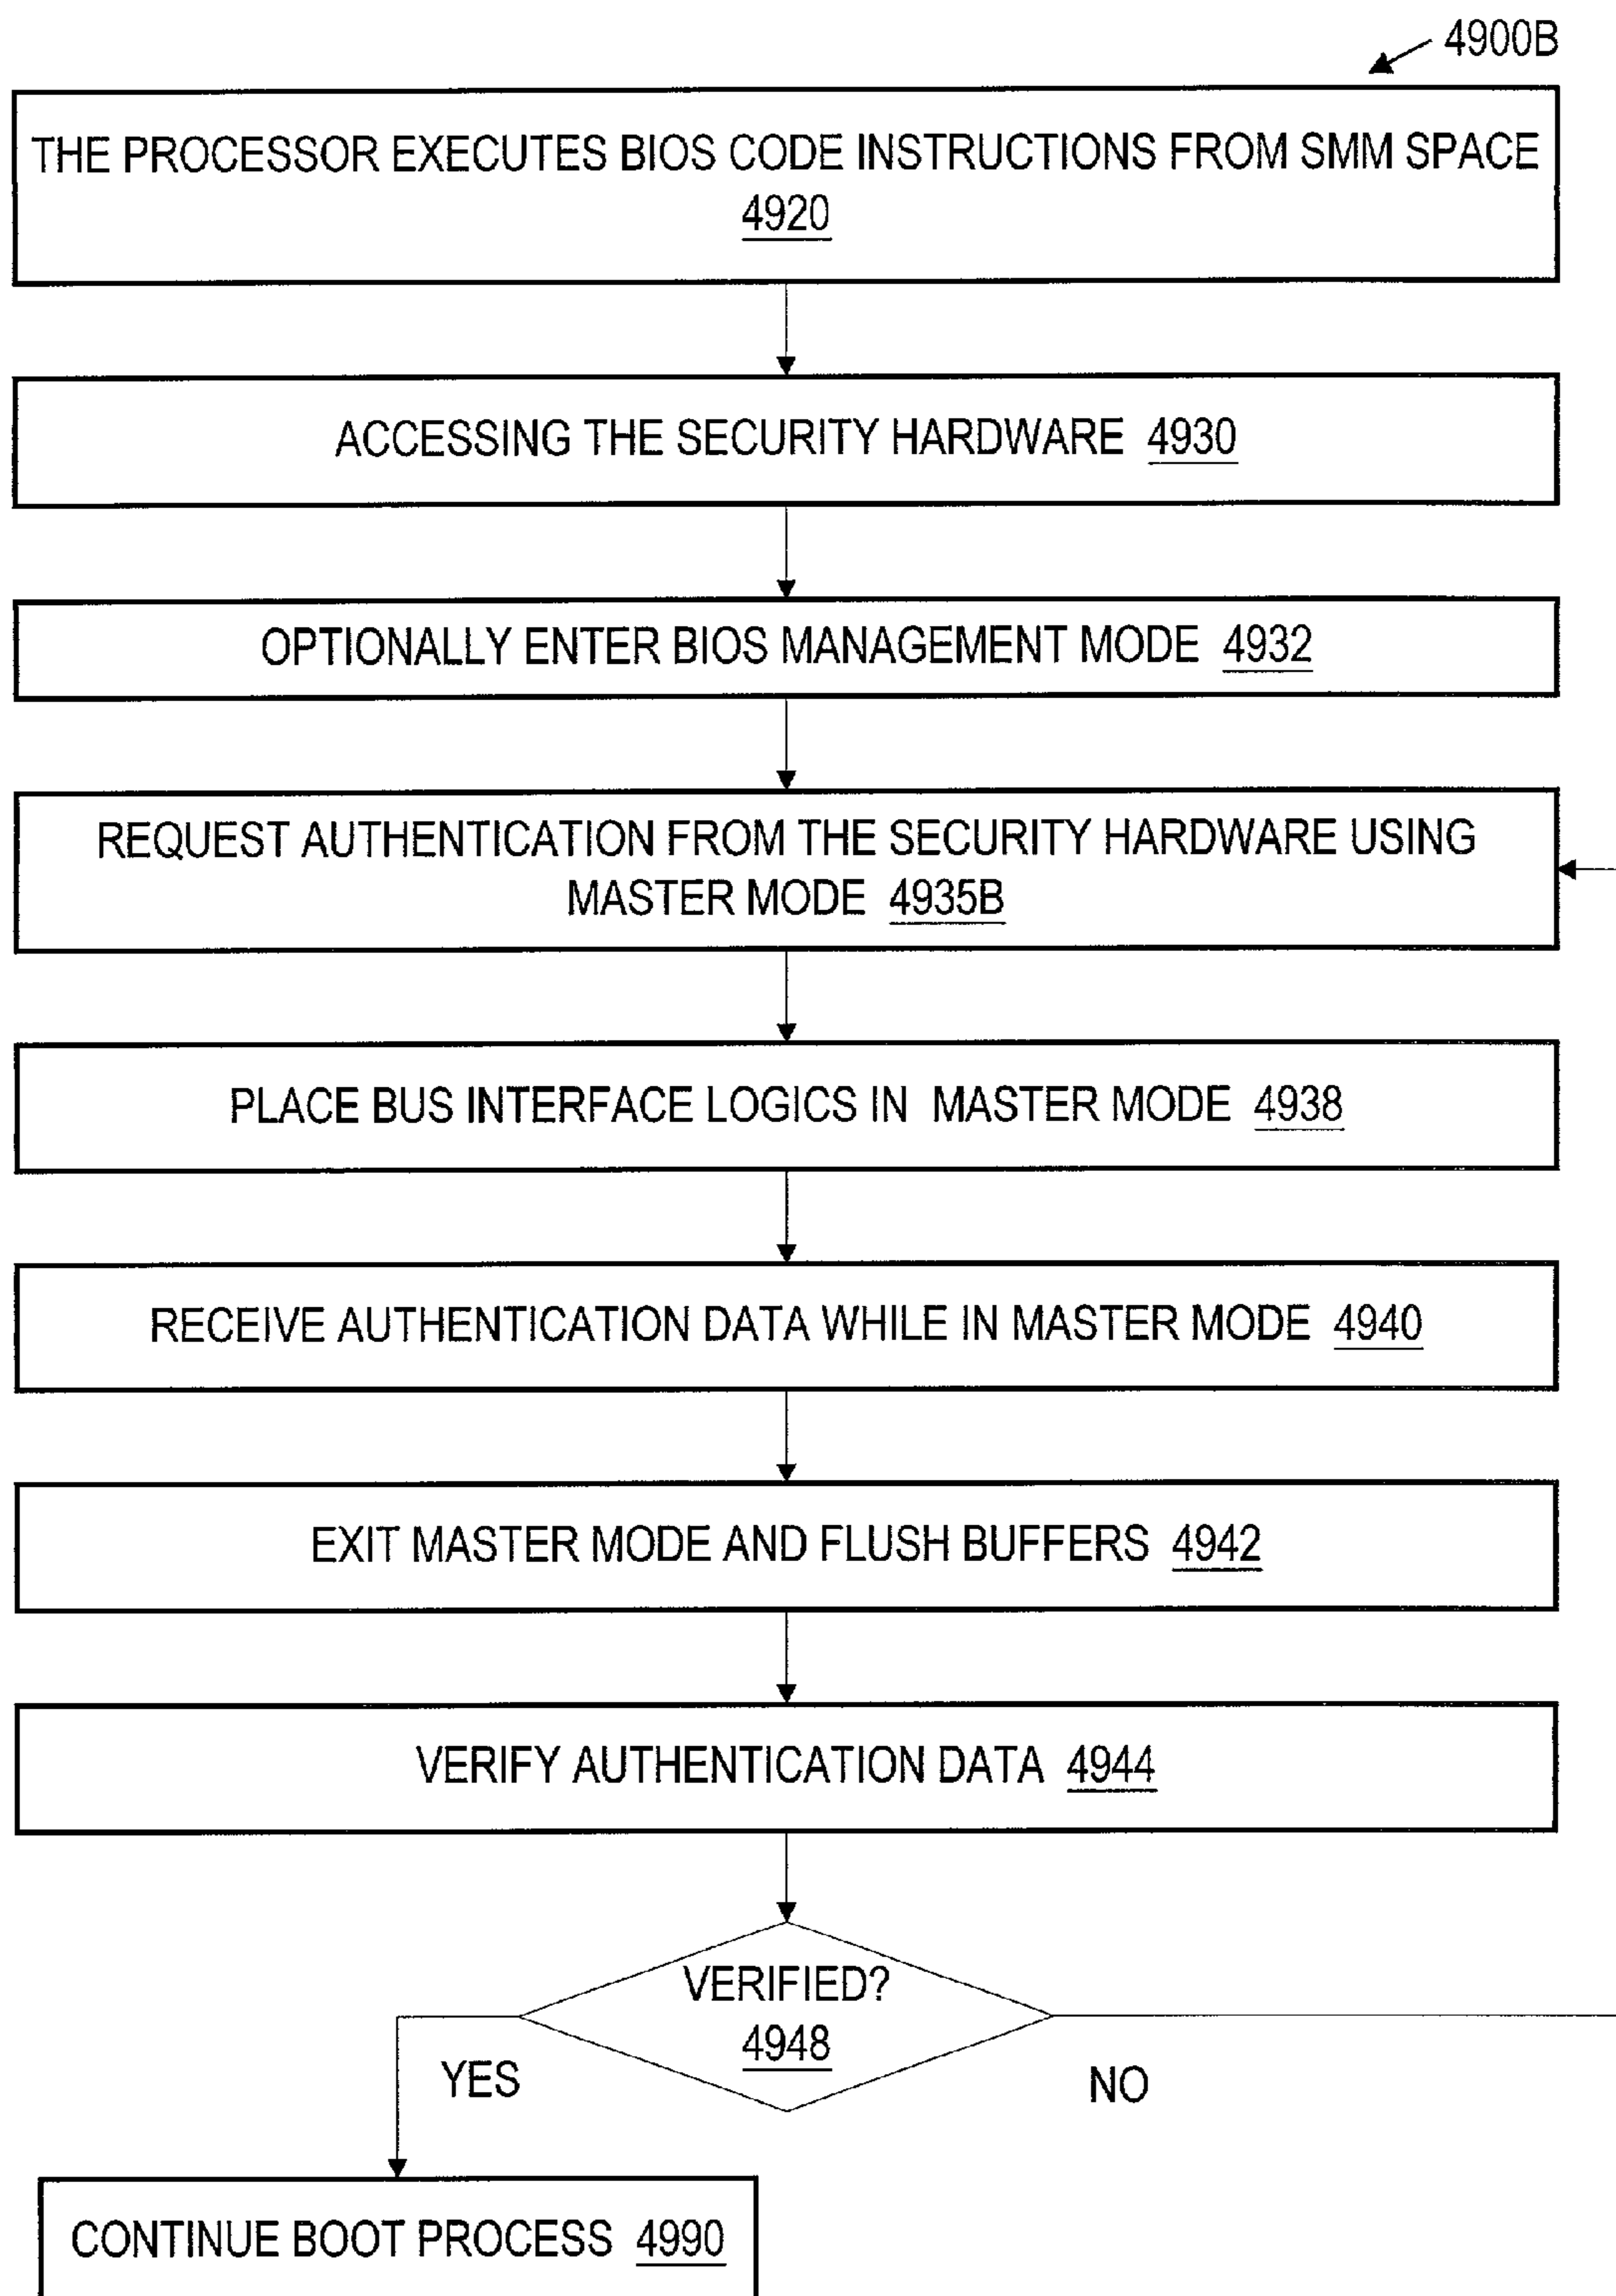 4900B
THE PROCESSOR EXECUTES BIOS CODE INSTRUCTIONS FROM SMM SPACE
4920
ACCESSING THE SECURITY HARDWARE 4930
OPTIONALLY ENTER BIOS MANAGEMENT MODE 4932
REQUEST AUTHENTICATION FROM THE SECURITY HARDWARE USING
MASTER MODE 4935B
PLACE BUS INTERFACE LOGICS IN MASTER MODE 4938
RECEIVE AUTHENTICATION DATA WHILE IN MASTER MODE 4940
EXIT MASTER MODE AND FLUSH BUFFERS 4942
VERIFY AUTHENTICATION DATA 4944
VERIFIED?
4948
YES
NO
CONTINUE BOOT PROCESS 4990